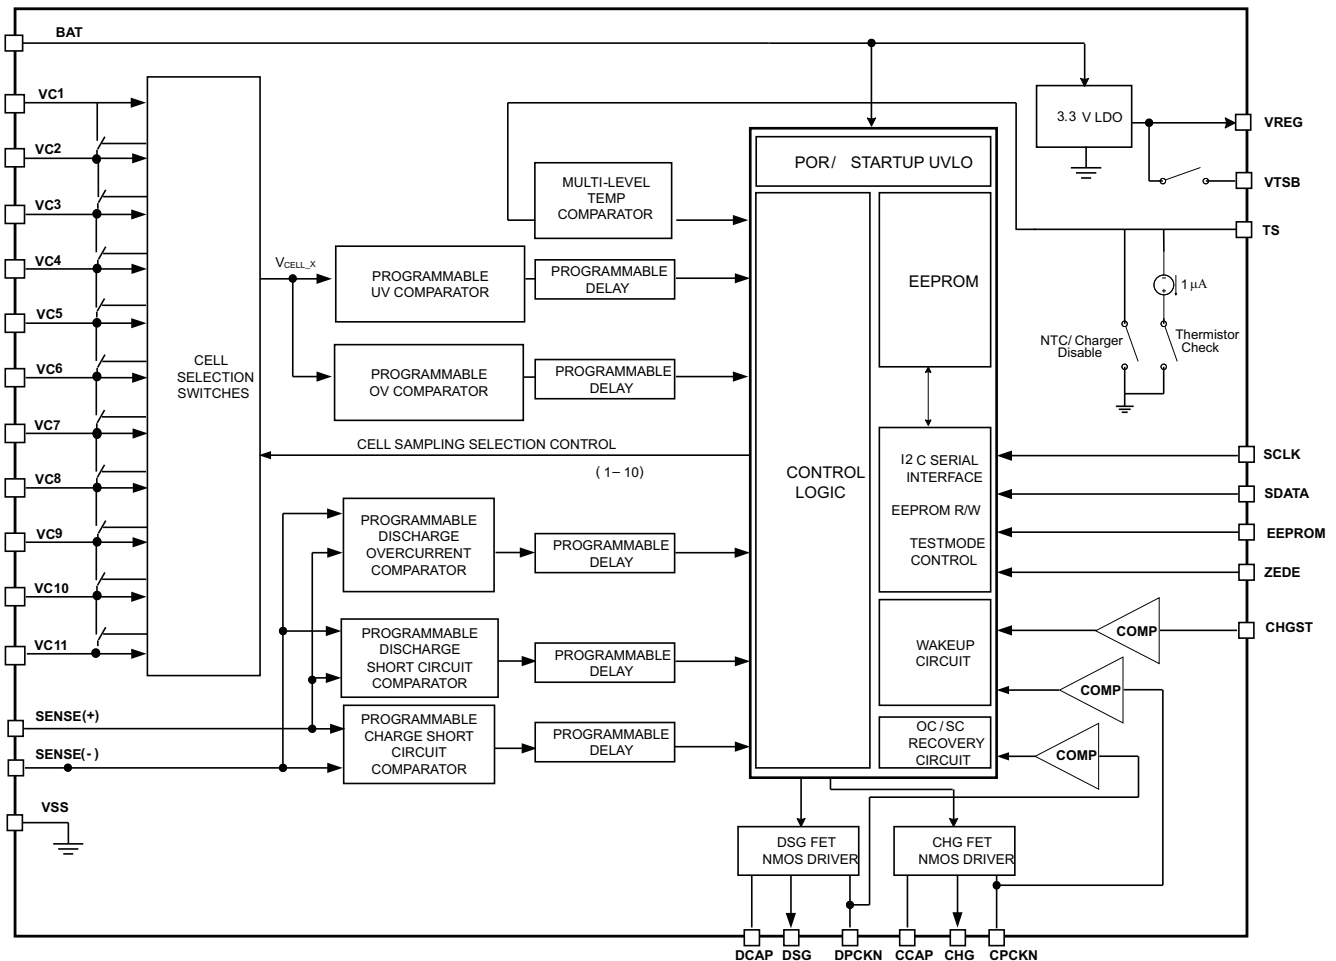 BAT
VC1
VC2
VC3
VC4
VC5
VC6
VC7
VC8
VC9
VC10
VC11
SENSE(+)
SENSE(-)
VSS
CELL
SELECTION
SWITCHES
VCELL_X
MULTI-LEVEL
TEMP
COMPARATOR
PROGRAMMABLE
UV COMPARATOR
PROGRAMMABLE
DELAY
PROGRAMMABLE
OV COMPARATOR
PROGRAMMABLE
DELAY
CELL SAMPLING SELECTION CONTROL
(1–10)
PROGRAMMABLE
DISCHARGE
OVERCURRENT
COMPARATOR
PROGRAMMABLE
DELAY
PROGRAMMABLE
DISCHARGE
SHORT CIRCUIT
COMPARATOR
PROGRAMMABLE
DELAY
PROGRAMMABLE
CHARGE SHORT
CIRCUIT
COMPARATOR
PROGRAMMABLE
DELAY
POR/ STARTUP UVLO
CONTROL
LOGIC
EEPROM
I2C SERIAL
INTERFACE
EEPROM R/W
TESTMODE
CONTROL
WAKEUP
CIRCUIT
OC/SC
RECOVERY
CIRCUIT
3.3 V LDO
1 µA
NTC/ Charger
Disable
Thermistor
Check
COMP
COMP
COMP
DSG FET
NMOS DRIVER
CHG FET
NMOS DRIVER
VREG
VTSB
TS
SCLK
SDATA
EEPROM
ZEDE
CHGST
DCAP
DSG
DPCKN
CCAP
CHG
CPCKN